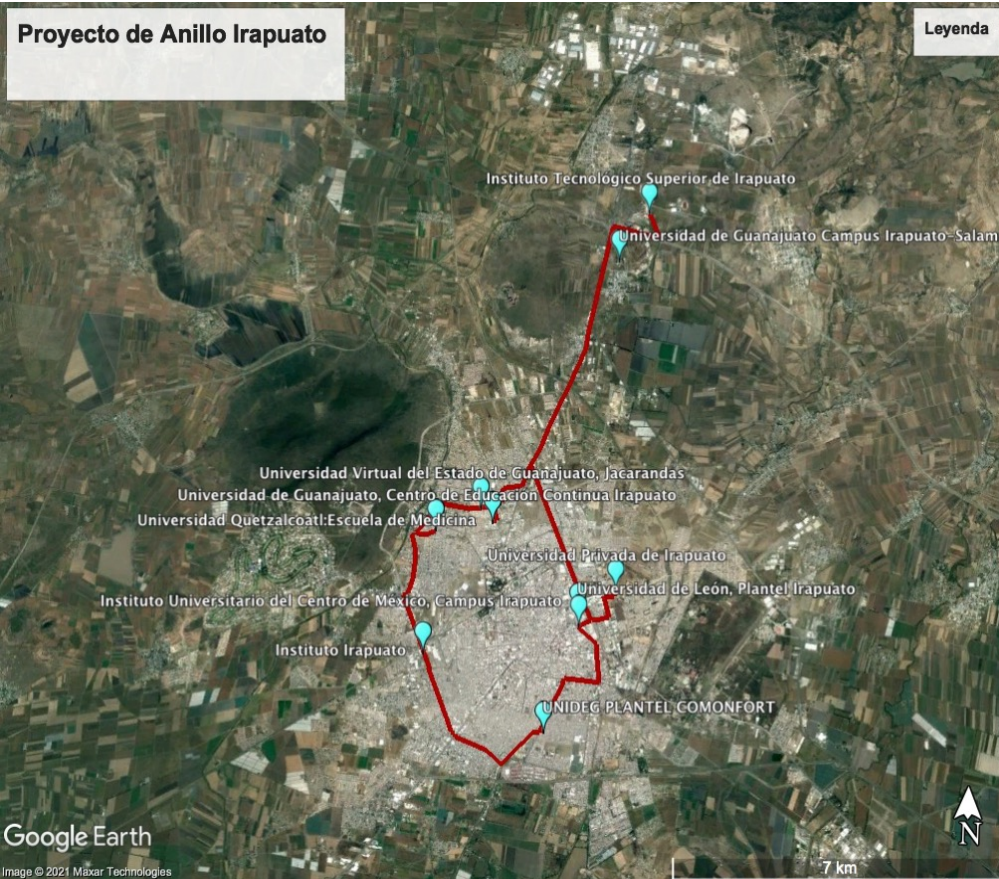 Proyecto de Anillo Irapuato
Leyenda
Instituto Tecnológico Superior de Irapuato
Universidad de Guanajuato Campus Irapuato-Salam
Universidad Virtual del Estado de Guanajuato, Jacarandas
Universidad de Guanajuato, Centro de Educación Continua Irapuato
Universidad Quetzalcoatl:Escuela de Medicina
Universidad Privada de Irapuato
Universidad de León, Plantel Irapuato
Instituto Universitario del Centro de México, Campus Irapuato
Instituto Irapuato
UNIDEG PLANTEL COMONFORT
Google Earth
N
Image © 2021 Maxar Technologies
7 km